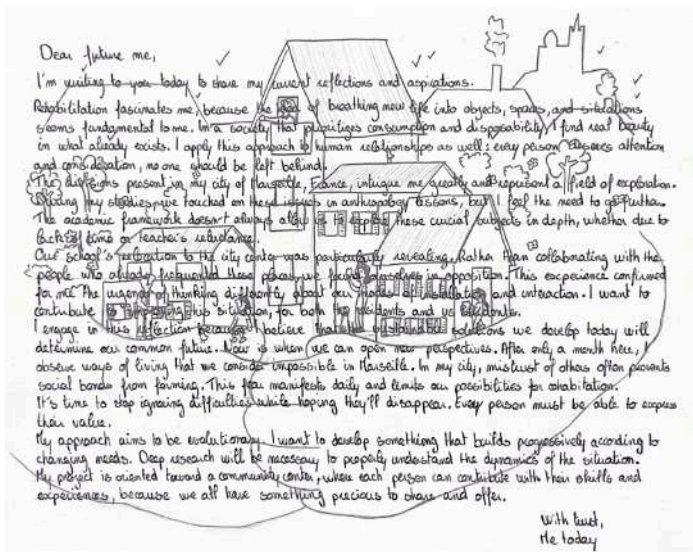 Dear future me,
I'm writing to you today to share my current reflections and aspirations.
Rehabilitation fascinates me, because the idea of breathing new life into objects, spaces, and situations
seems fundamental to me. In a society that prioritizes consumption and disposability, I find real beauty
in what already exists. I apply this approach to human relationships as well: every person deserves attention
and consideration, no one should be left behind.
The divisions present in my city of Marseille, France, intrigue me greatly and represent a field of exploration.
During my studies, we touched on these issues in anthropology lessons, but I feel the need to go further.
The academic framework doesn't always allow us to explore these crucial subjects in depth, whether due to
lack of time or teacher's reluctance.
Our school's relocation to the city center was particularly revealing. Rather than collaborating with the
people who already frequented these places, we found ourselves in opposition. This experience confirmed
for me the urgency of thinking differently about our modes of installation and interaction. I want to
contribute to improving this situation, for both the residents and us students.
I engage in this reflection because I believe that the sustainable solutions we develop today will
determine our common future. Now is when we can open new perspectives. After only a month here, I
observe ways of living that we consider impossible in Marseille. In my city, mistrust of others often prevents
social bonds from forming. This fear manifests daily and limits our possibilities for cohabitation.
It's time to stop ignoring difficulties while hoping they'll disappear. Every person must be able to express
their value.
My approach aims to be evolutionary. I want to develop something that builds progressively according to
changing needs. Deep research will be necessary to properly understand the dynamics of the situation.
My project is oriented toward a community center, where each person can contribute with their skills and
experiences, because we all have something precious to share and offer.
With trust,
Me today